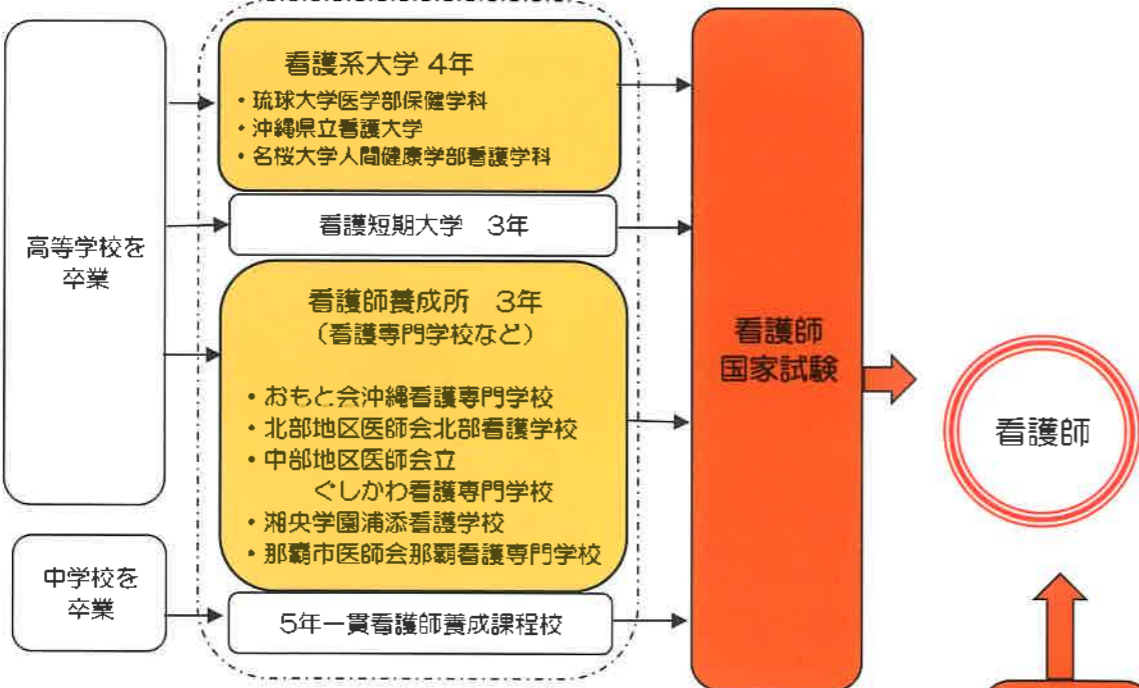 高等学校を
卒業
中学校を
卒業
看護系大学 4年
・琉球大学医学部保健学科
・沖縄県立看護大学
・名桜大学人間健康学部看護学科
看護短期大学 3年
看護師養成所 3年
(看護専門学校など)
・おもと会沖縄看護専門学校
・北部地区医師会北部看護学校
・中部地区医師会立
ぐしかわ看護専門学校
・湘央学園浦添看護学校
・那覇市医師会那覇看護専門学校
5年一貫看護師養成課程校
看護師
国家試験
看護師